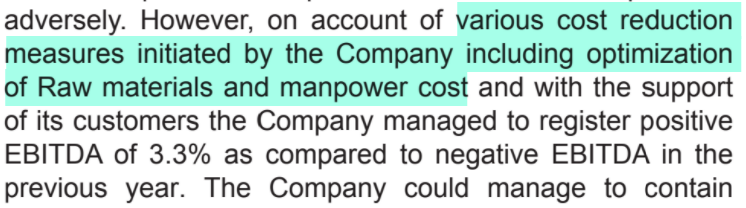 adversely. However, on account of various cost reduction
measures initiated by the Company including optimization
of Raw materials and manpower cost and with the support
of its customers the Company managed to register positive
EBITDA of 3.3% as compared to negative EBITDA in the
previous year. The Company could manage to contain